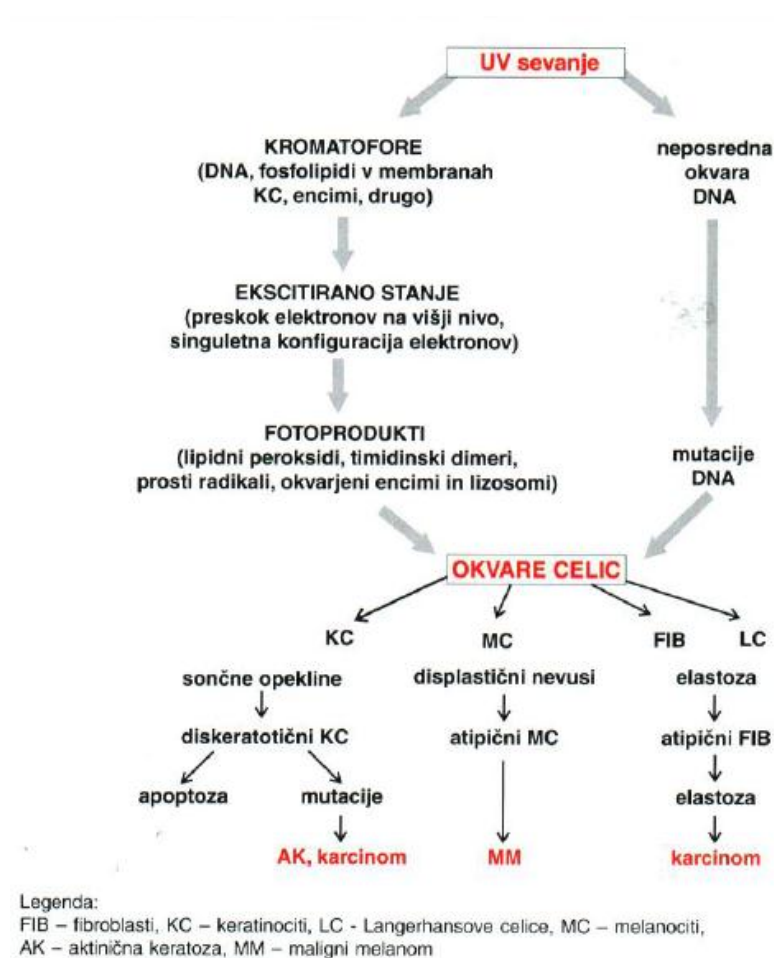 UV sevanje
KROMATOFORE
(DNA, fosfolipidi v membranah
KC, encimi, drugo)
neposredna
okvara
DNA
EKSCITIRANO STANJE
(preskok elektronov na višji nivo,
singuletna konfiguracija elektronov)
FOTOPRODUKTI
(lipidni peroksidi, timidinski dimeri,
prosti radikali, okvarjeni encimi in lizosomi)
mutacije
DNA
OKVARE CELIC
KC
MC
FIB
LC
sončne opekline
displastični nevusi
elastoza
diskeratotični KC
atipični MC
atipični FIB
apoptoza
mutacije
elastoza
AK, karcinom
MM
karcinom
Legenda:
FIB – fibroblasti, KC – keratinociti, LC - Langerhansove celice, MC – melanociti,
AK – aktinična keratoza, MM – maligni melanom